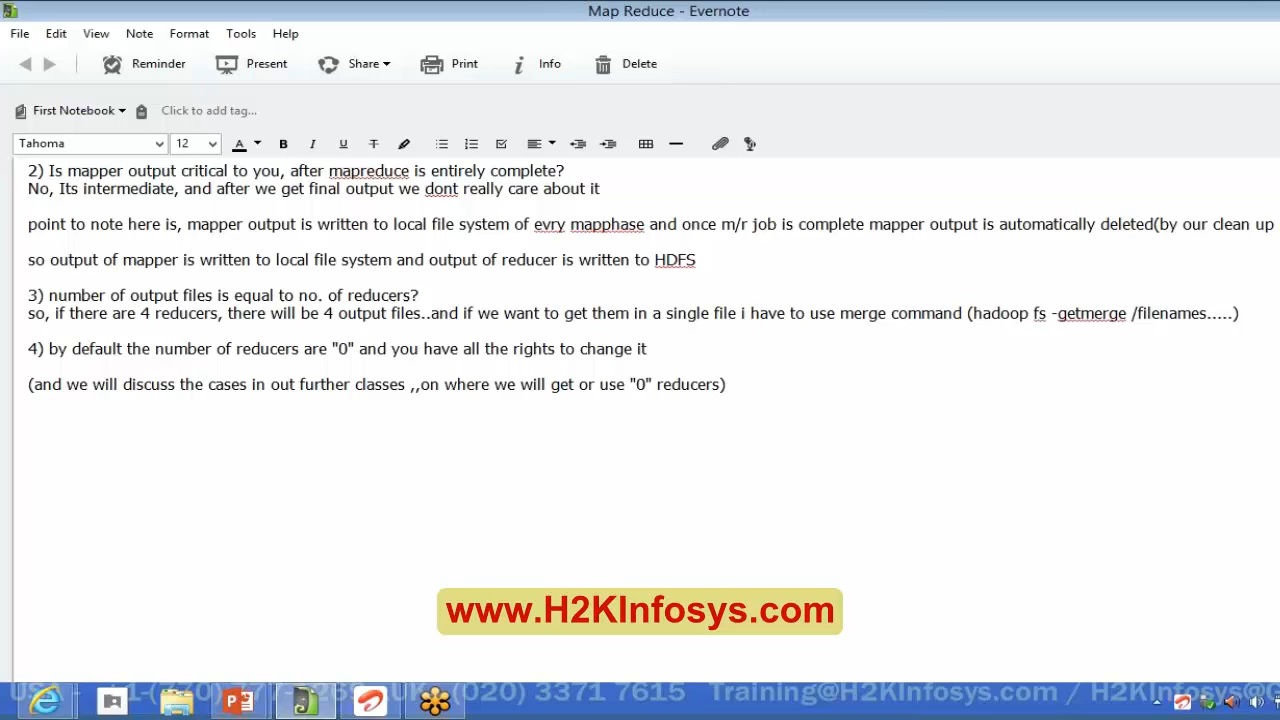 Map Reduce - Evernote
File Edit View Note Format Tools Help
Reminder Present Share Print Info Delete
First Notebook Click to add tag...
Tahoma 12 A B I U T
2) Is mapper output critical to you, after mapreduce is entirely complete?
No, Its intermediate, and after we get final output we dont really care about it
point to note here is, mapper output is written to local file system of evry mapphase and once m/r job is complete mapper output is automatically deleted(by our clean up
so output of mapper is written to local file system and output of reducer is written to HDFS
3) number of output files is equal to no. of reducers?
so, if there are 4 reducers, there will be 4 output files..and if we want to get them in a single file i have to use merge command (hadoop fs -getmerge /filenames.....)
4) by default the number of reducers are "0" and you have all the rights to change it
(and we will discuss the cases in out further classes ,,on where we will get or use "0" reducers)
www.H2KInfosys.com
USA - +1-(770) (020) 3371 7615 Training@H2KInfosys.com /